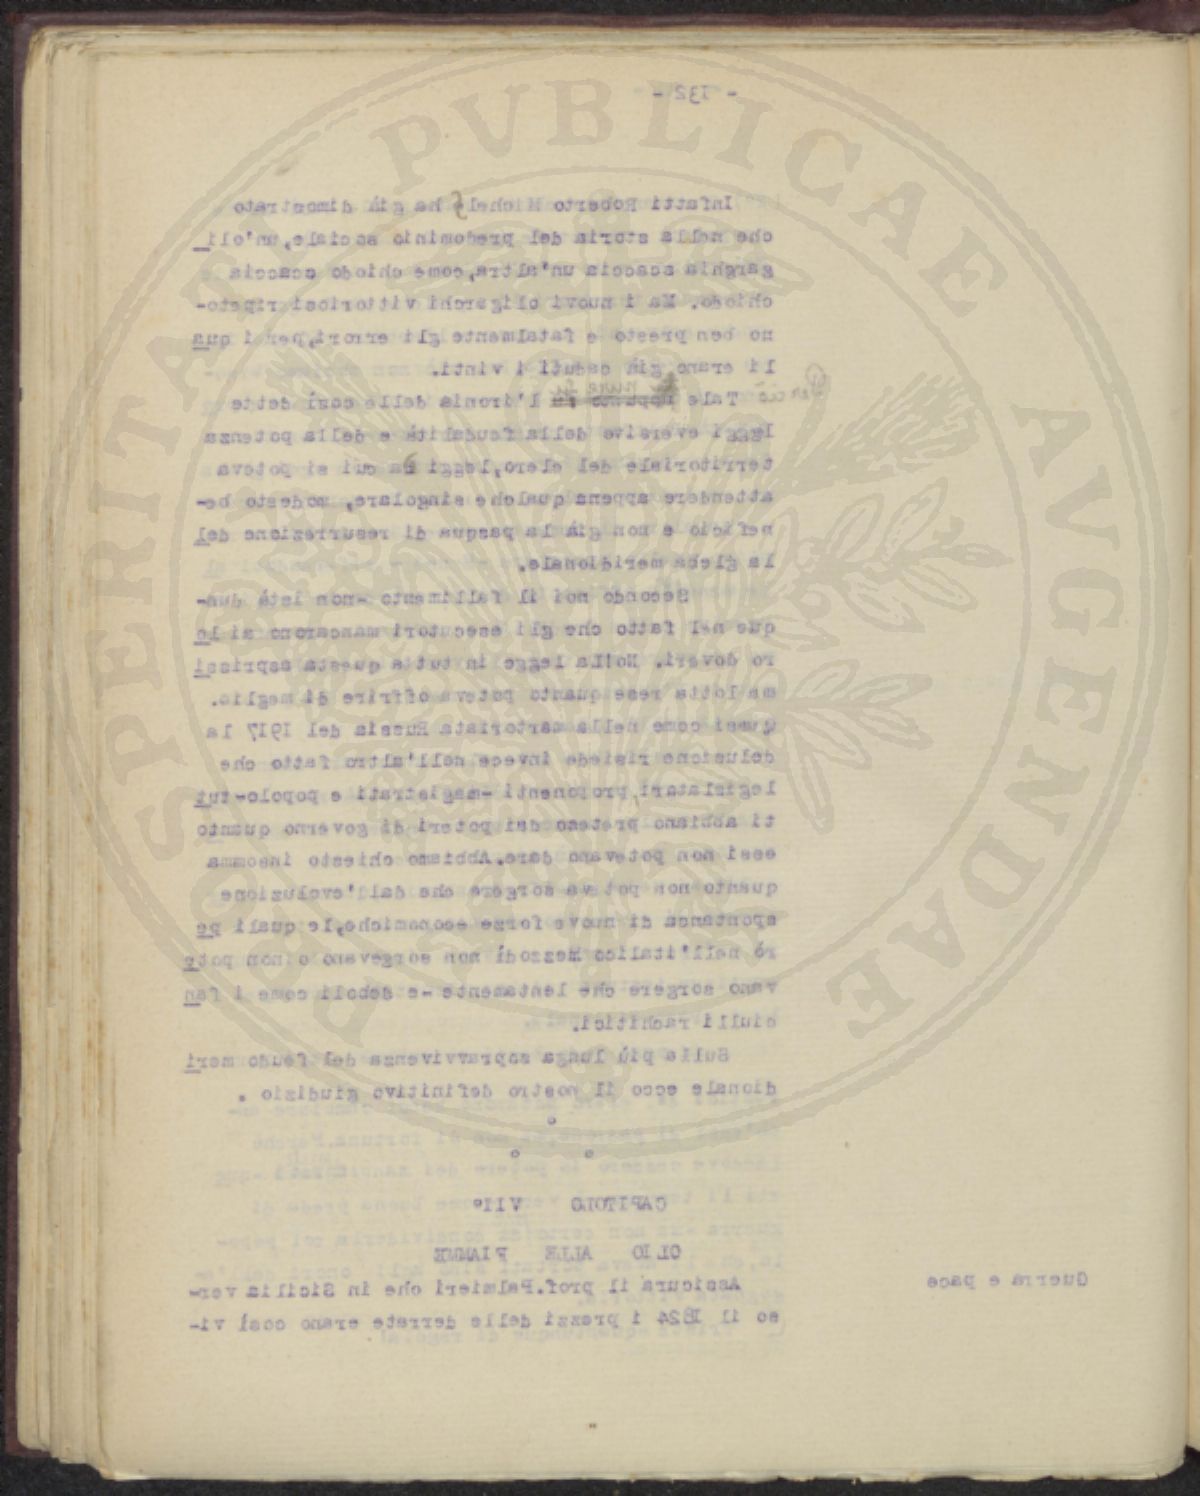 - 132 -
Infatti Roberto Michels ha già dimostrato
che nella storia del predominio sociale, un'oli
garghia scaccia un'altra, come chiodo scaccia
chiodo. Ma i nuovi oligarchi vittoriosi ripeto-
no ben presto e fatalmente gli errori, per i qua
li erano già caduti i vinti.
Tale l'ironia delle così dette
leggi eversive della feudalità e della potenza
territoriale del clero, leggi da cui si poteva
attendere appena qualche singolare, modesto be-
neficio e non già la pasqua di resurrezione del
la gleba meridionale.
Secondo noi il fallimento - non istà dun-
que nel fatto che gli esecutori mancarono ai lo
ro doveri. No! La legge in tutta questa asprissi
ma lotta rese quanto poteva offrire di meglio.
Quasi come nella martoriata Russia del 1917 la
delusione risiede invece nell'altro fatto che
legislatori, proponenti - magistrati e popolo - tut
ti abbiano preteso dai poteri di governo quanto
essi non potevano dare. Abbiamo chiesto insomma
quanto non poteva sorgere che dall'evoluzione
spontanea di nuove forze economiche, le quali pe
rò nell'italico Mezzodì non sorgevano o non pote
vano sorgere che lentamente - e deboli come i fan
ciulli rachitici.
Sulla più lunga sopravvivenza del feudo meri
dionale ecco il nostro definitivo giudizio .
CAPITOLO VII°
OLIO ALLE FIAMME
Guerra e pace
Assicura il prof. Palmieri che in Sicilia ver-
so il 1824 i prezzi delle derrate erano così vi-
SPERITATE PVBLICAE AVGENDAE